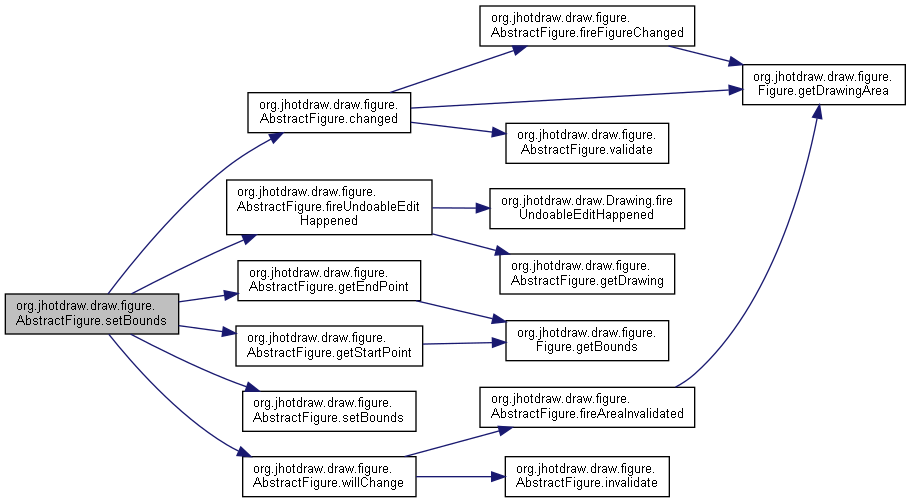 org.jhotdraw.draw.figure.
AbstractFigure.fireFigureChanged
org.jhotdraw.draw.figure.
Figure.getDrawingArea
org.jhotdraw.draw.figure.
AbstractFigure.changed
org.jhotdraw.draw.figure.
AbstractFigure.validate
org.jhotdraw.draw.figure.
AbstractFigure.fireUndoableEdit
Happened
org.jhotdraw.draw.Drawing.fire
UndoableEditHappened
org.jhotdraw.draw.figure.
AbstractFigure.getDrawing
org.jhotdraw.draw.figure.
AbstractFigure.getEndPoint
org.jhotdraw.draw.figure.
AbstractFigure.setBounds
org.jhotdraw.draw.figure.
AbstractFigure.getStartPoint
org.jhotdraw.draw.figure.
Figure.getBounds
org.jhotdraw.draw.figure.
AbstractFigure.setBounds
org.jhotdraw.draw.figure.
AbstractFigure.fireAreaInvalidated
org.jhotdraw.draw.figure.
AbstractFigure.willChange
org.jhotdraw.draw.figure.
AbstractFigure.invalidate